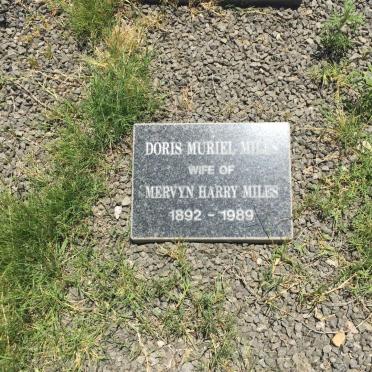 DORIS MURIEL MILES
WIFE OF
MERVYN HARRY MILES
1892 - 1989